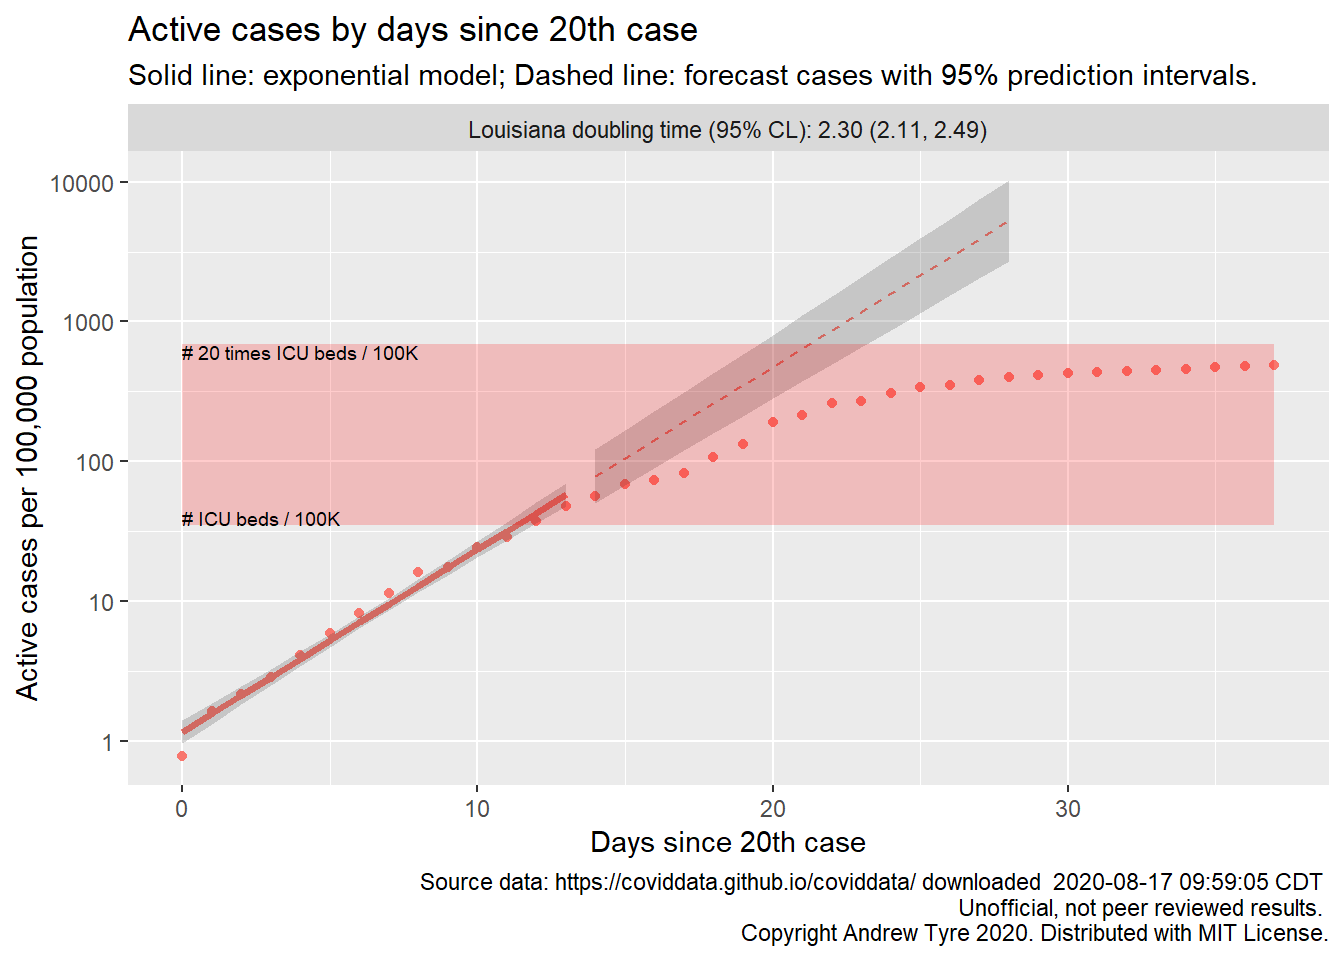 Active cases by days since 20th case
Solid line: exponential model; Dashed line: forecast cases with 95% prediction intervals.
Louisiana doubling time (95% CL): 2.30 (2.11, 2.49)
Active cases per 100,000 population
10000
1000
100
10
1
# 20 times ICU beds / 100K
# ICU beds / 100K
0
10
20
30
Days since 20th case
Source data: https://coviddata.github.io/coviddata/ downloaded  2020-08-17 09:59:05 CDT
Unofficial, not peer reviewed results.
Copyright Andrew Tyre 2020. Distributed with MIT License.